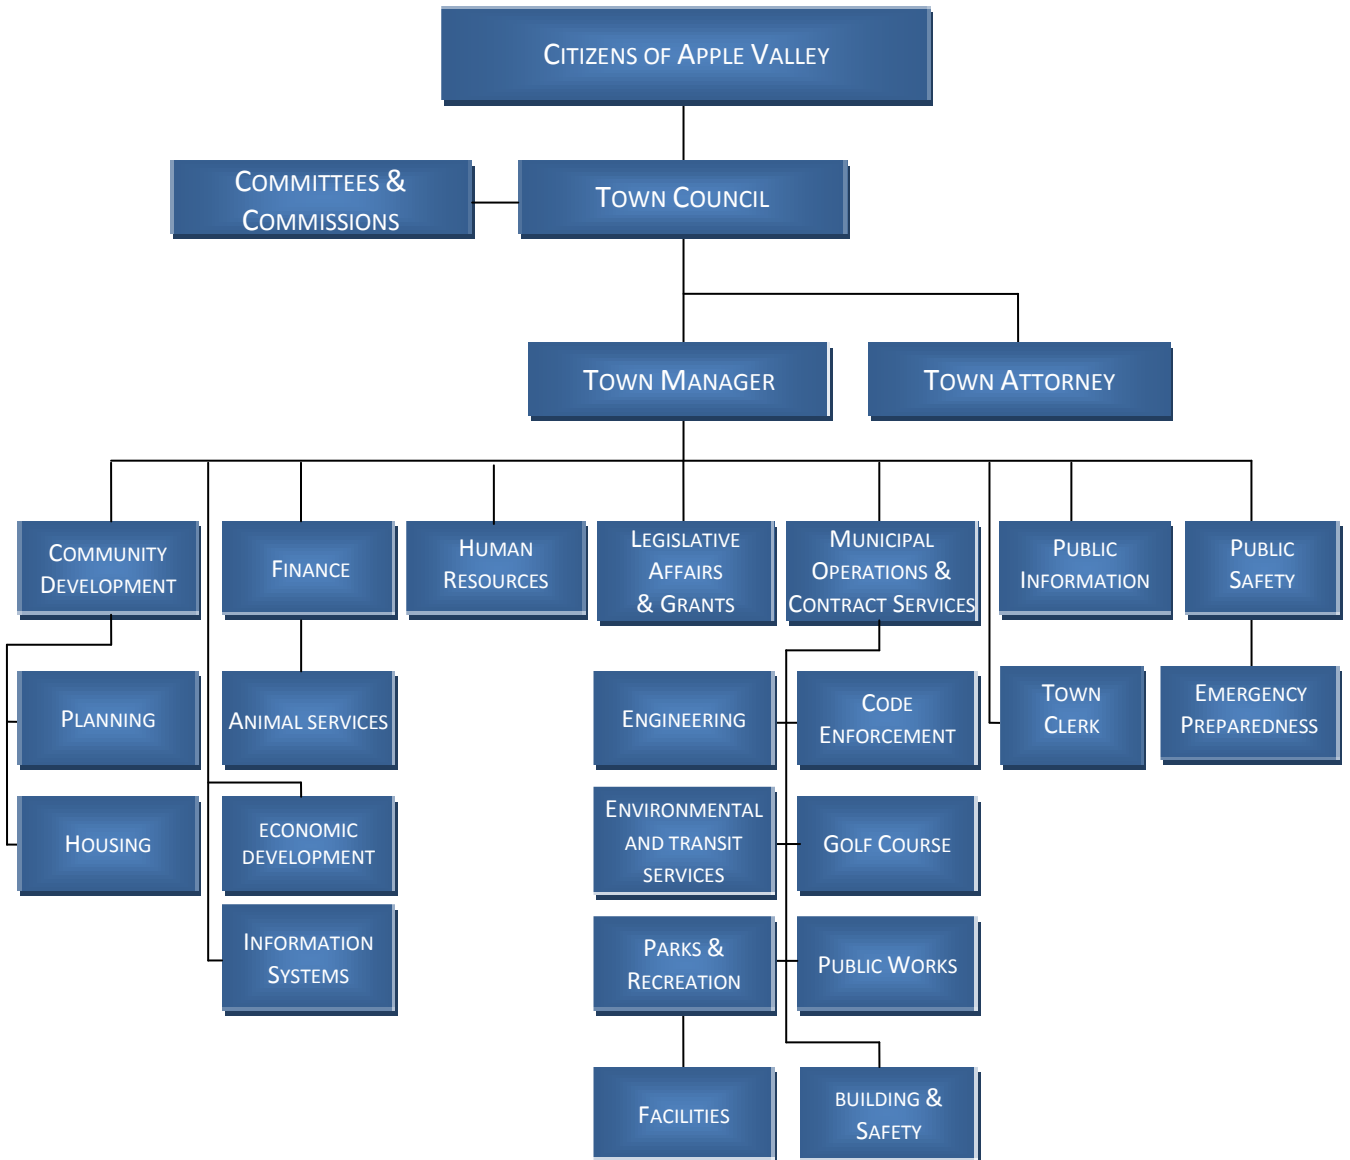 CITIZENS OF APPLE VALLEY
COMMITTEES &
COMMISSIONS
TOWN COUNCIL
TOWN MANAGER
TOWN ATTORNEY
COMMUNITY
DEVELOPMENT
FINANCE
HUMAN
RESOURCES
LEGISLATIVE
AFFAIRS
& GRANTS
MUNICIPAL
OPERATIONS &
CONTRACT SERVICES
PUBLIC
INFORMATION
PUBLIC
SAFETY
PLANNING
ANIMAL SERVICES
ENGINEERING
CODE
ENFORCEMENT
TOWN
CLERK
EMERGENCY
PREPAREDNESS
HOUSING
ECONOMIC
DEVELOPMENT
ENVIRONMENTAL
AND TRANSIT
SERVICES
GOLF COURSE
INFORMATION
SYSTEMS
PARKS &
RECREATION
PUBLIC WORKS
FACILITIES
BUILDING &
SAFETY